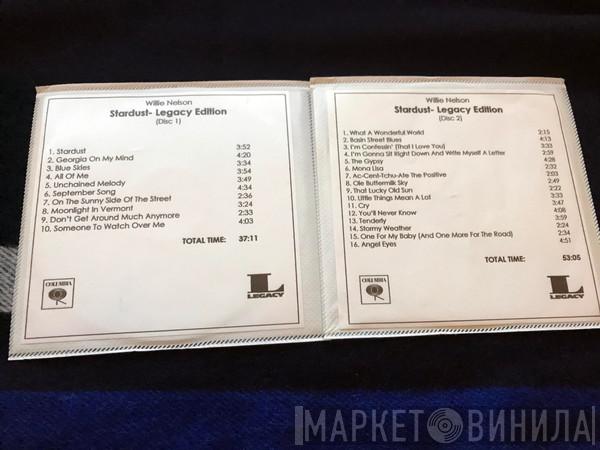 Willie Nelson
Stardust- Legacy Edition
(Disc 1)
1. Stardust 3:52
2. Georgia On My Mind 4:20
3. Blue Skies 3:34
4. All Of Me 3:54
5. Unchained Melody 3:49
6. September Song 4:34
7. On The Sunny Side Of The Street 2:36
8. Moonlight In Vermont 3:24
9. Don't Get Around Much Anymore 2:33
10. Someone To Watch Over Me 4:03
TOTAL TIME: 37:11
COLUMBIA
L
LEGACY
Willie Nelson
Stardust- Legacy Edition
(Disc 2)
1. What A Wonderful World 2:15
2. Basin Street Blues 4:13
3. I'm Confessin' (That I Love You) 3:33
4. I'm Gonna Sit Right Down And Write Myself A Letter 2:59
5. The Gypsy 4:28
6. Mona Lisa 2:32
7. Ac-Cent-Tchu-Ate The Positive 2:32
8. Ole Buttermilk Sky 2:49
9. That Lucky Old Sun 2:22
10. Little Things Mean A Lot 3:33
11. Cry 3:47
12. You'll Never Know 4:08
13. Tenderly 3:59
14. Stormy Weather 2:24
15. One For My Baby (And One More For The Road) 2:34
16. Angel Eyes 4:51
TOTAL TIME: 53:05
COLUMBIA
L
LEGACY
МАРКЕТ ВИНИЛА